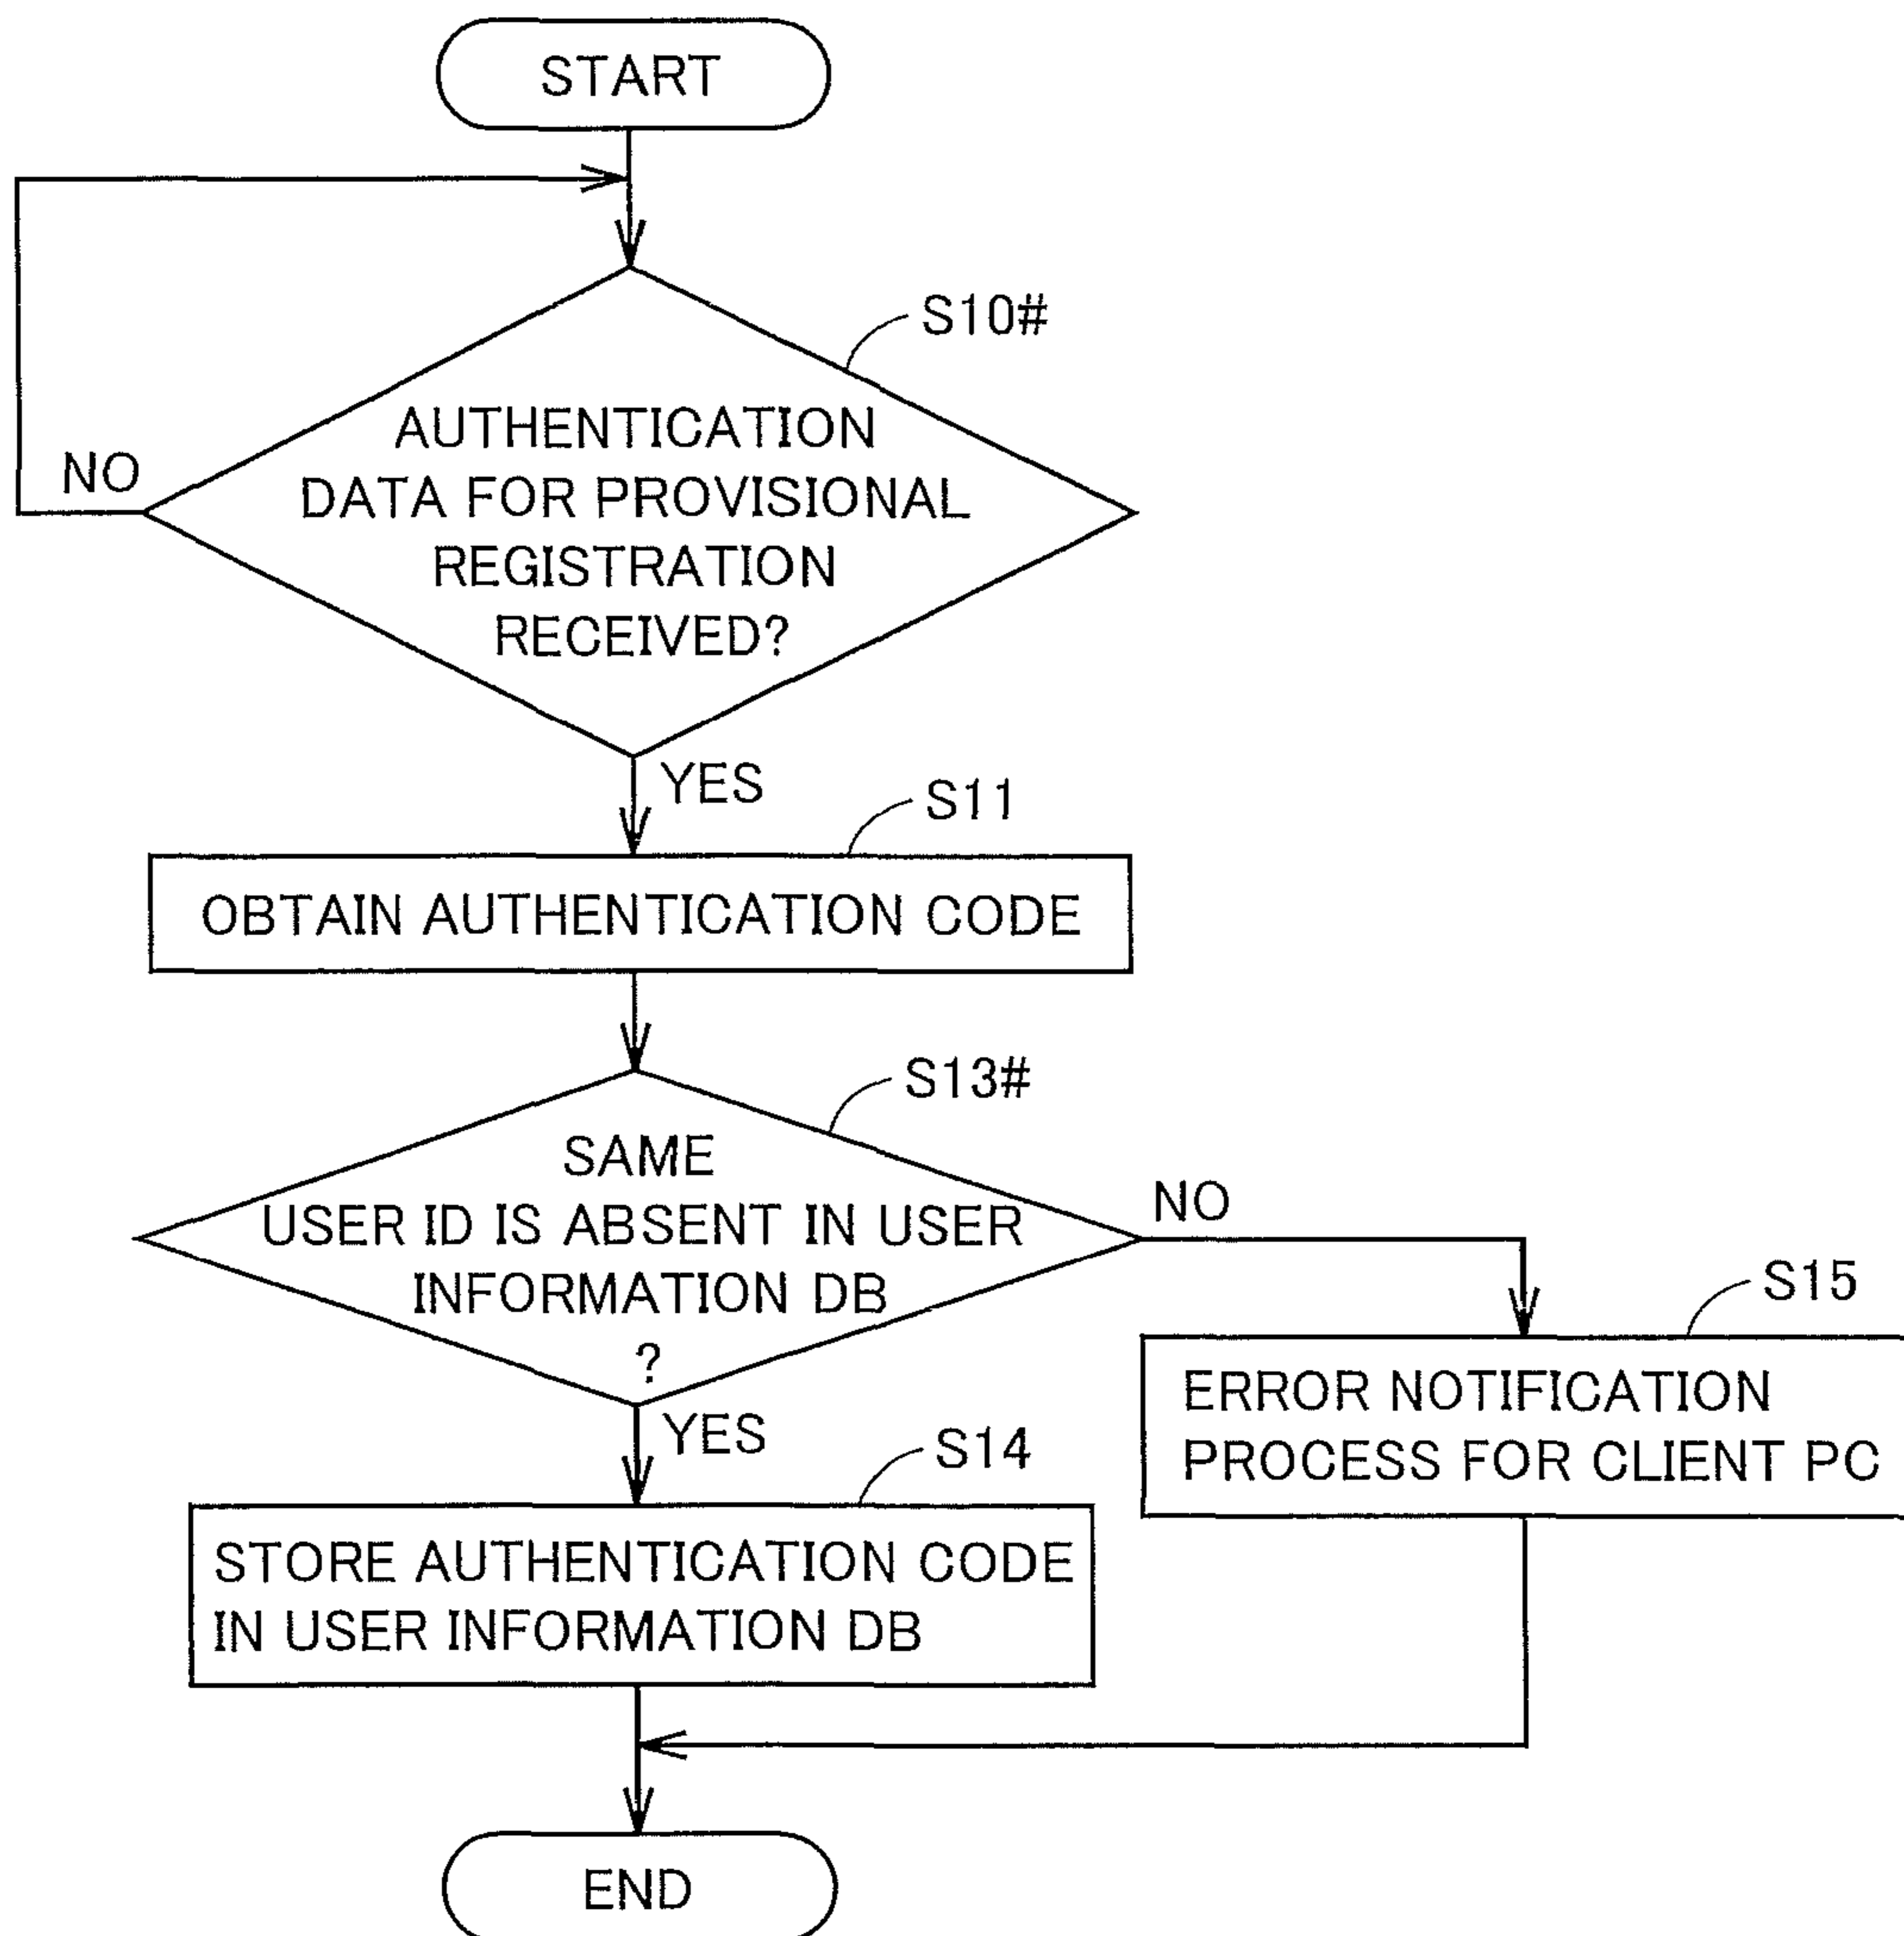 START
S10#
AUTHENTICATION
DATA FOR PROVISIONAL
REGISTRATION
RECEIVED?
NO
YES
S11
OBTAIN AUTHENTICATION CODE
S13#
SAME
USER ID IS ABSENT IN USER
INFORMATION DB
?
NO
YES
S15
ERROR NOTIFICATION
PROCESS FOR CLIENT PC
S14
STORE AUTHENTICATION CODE
IN USER INFORMATION DB
END